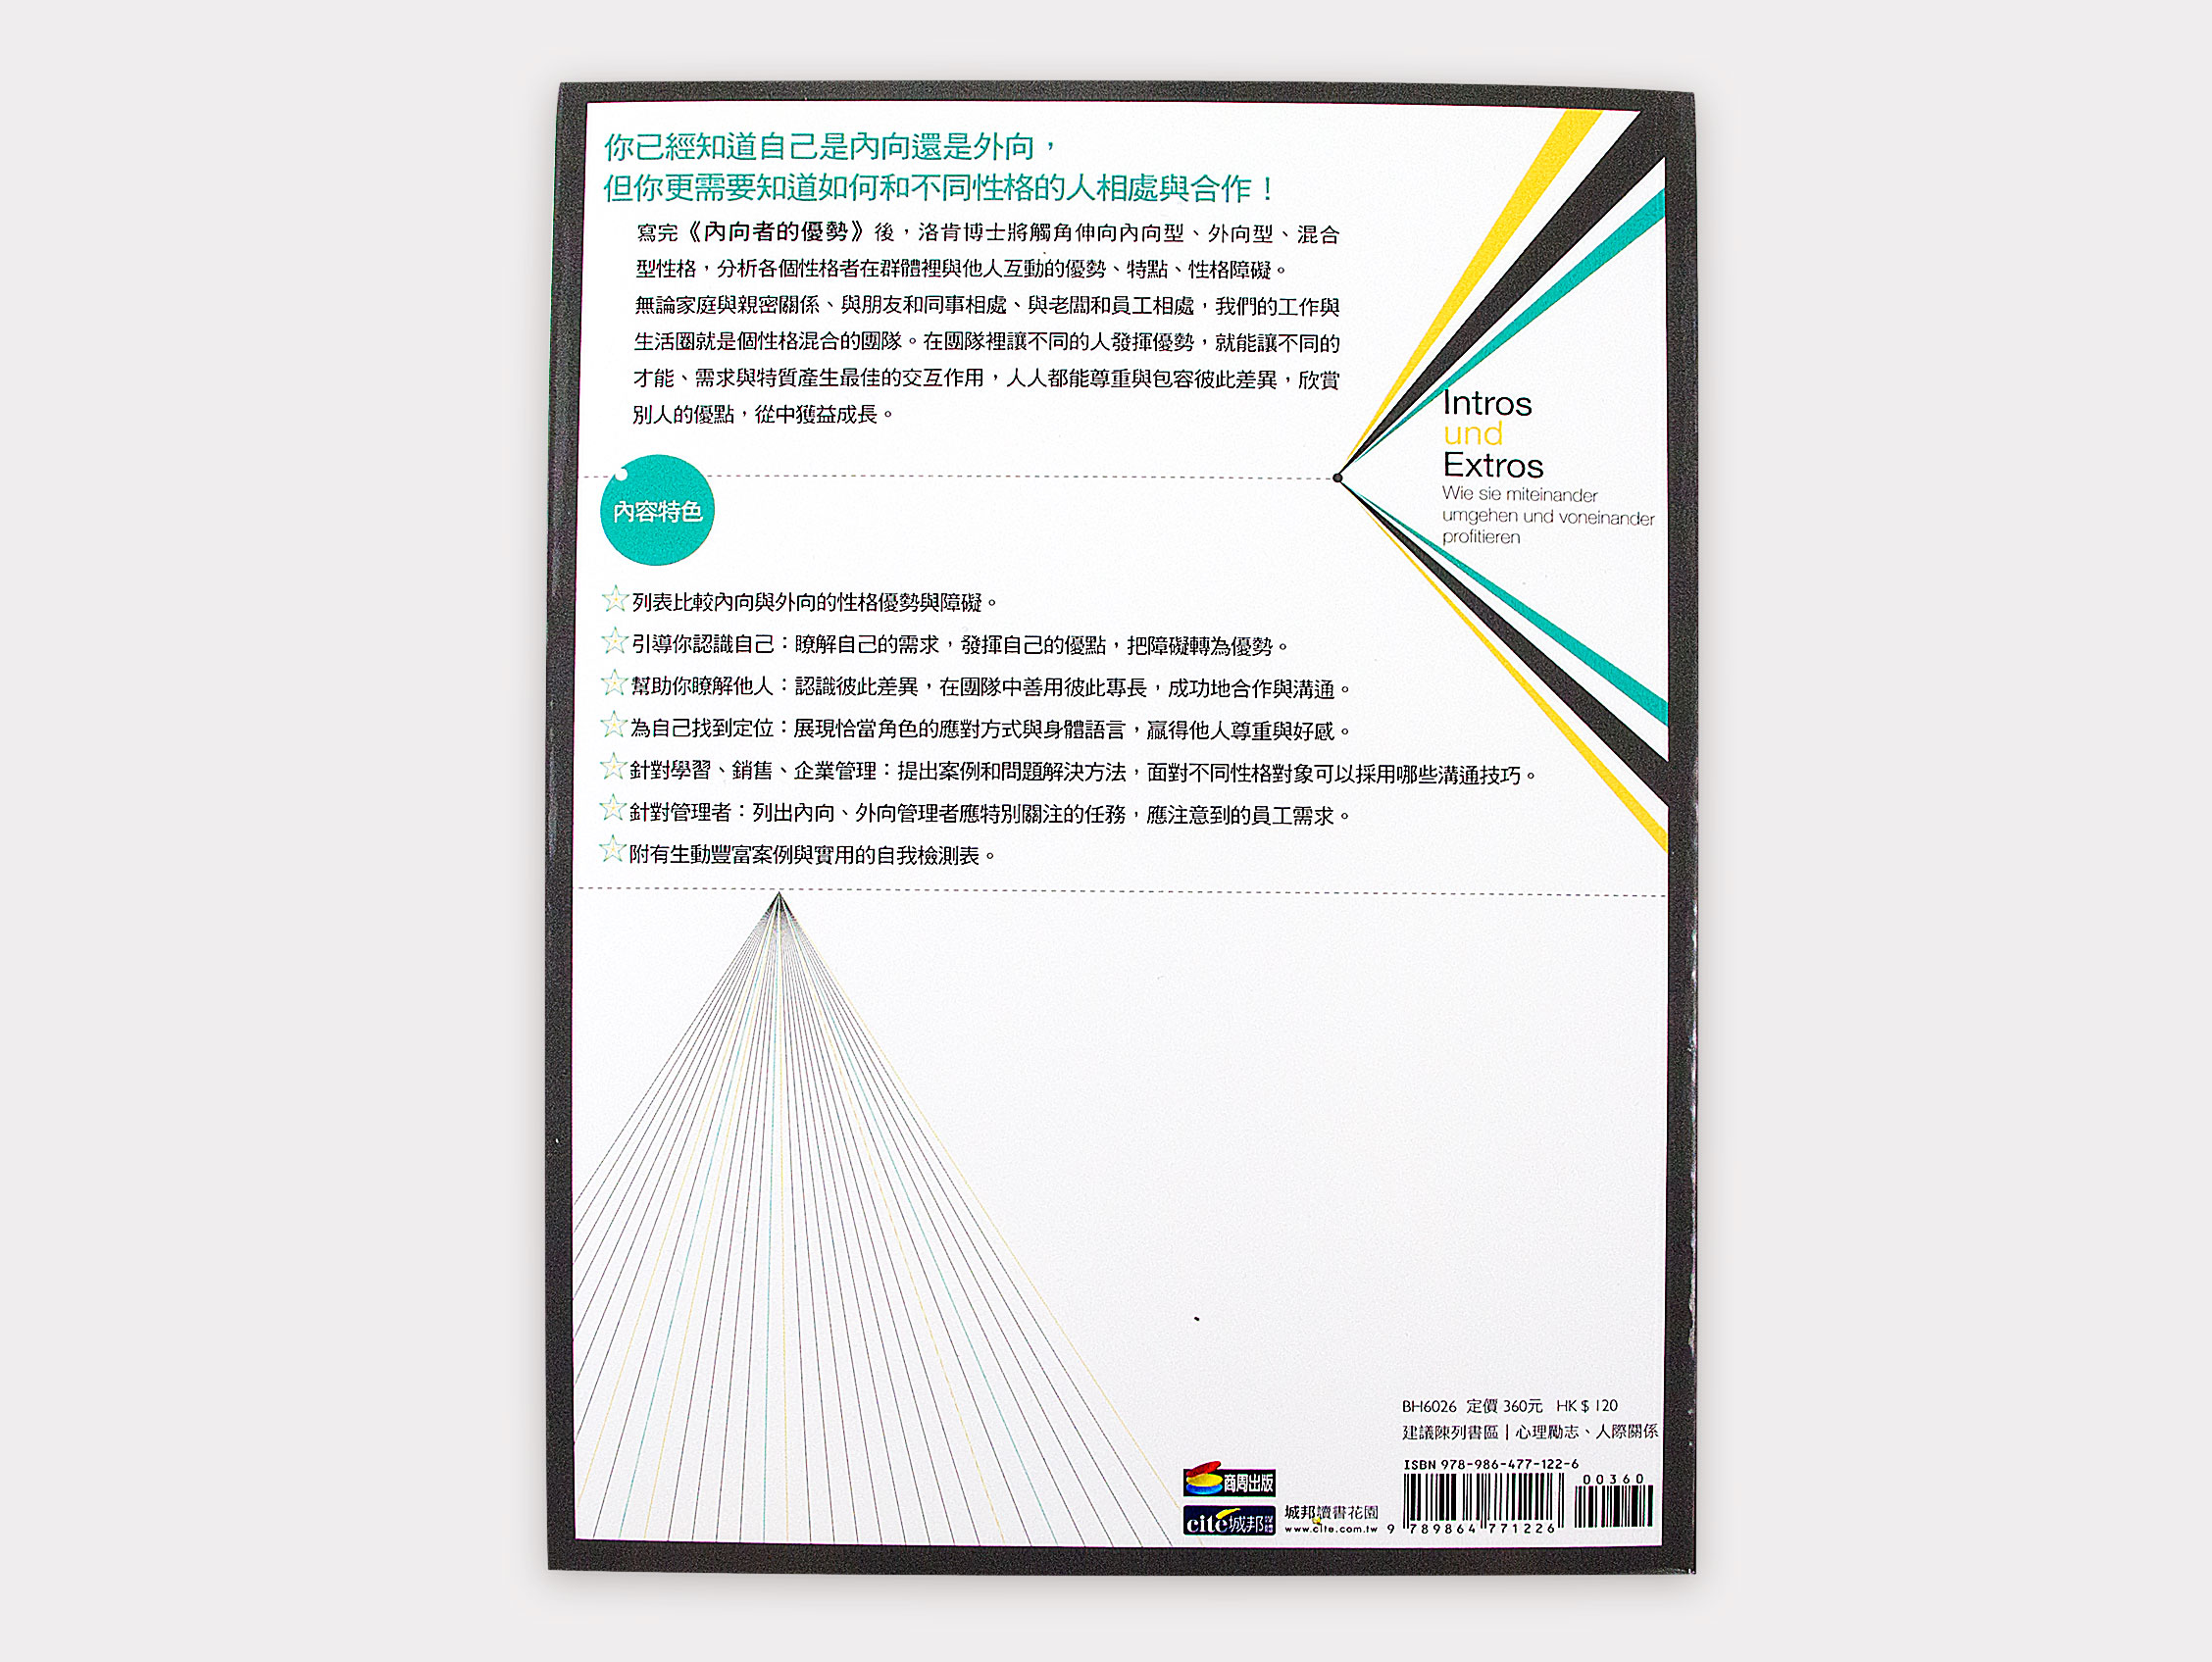 你已經知道自己是內向還是外向，
但你更需要知道如何和不同性格的人相處與合作！
寫完《內向者的優勢》後，洛肯博士將觸角伸向內向型、外向型、混合
型性格，分析各個性格者在群體裡與他人互動的優勢、特點、性格障礙。
無論家庭與親密關係、與朋友和同事相處、與老闆和員工相處，我們的工作與
生活圈就是個性格混合的團隊。在團隊裡讓不同的人發揮優勢，就能讓不同的
才能、需求與特質產生最佳的交互作用，人人都能尊重與包容彼此差異，欣賞
別人的優點，從中獲益成長。
Intros
und
Extros
Wie sie miteinander
umgehen und voneinander
profitieren
內容特色
列表比較內向與外向的性格優勢與障礙。
引導你認識自己：瞭解自己的需求，發揮自己的優點，把障礙轉為優勢。
幫助你瞭解他人：認識彼此差異，在團隊中善用彼此專長，成功地合作與溝通。
為自己找到定位：展現恰當角色的應對方式與身體語言，贏得他人尊重與好感。
針對學習、銷售、企業管理：提出案例和問題解決方法，面對不同性格對象可以採用哪些溝通技巧。
針對管理者：列出內向、外向管理者應特別關注的任務，應注意到的員工需求。
附有生動豐富案例與實用的自我檢測表。
BH6026 定價 360元 HK$ 120
建議陳列書區｜心理勵志、人際關係
ISBN 978-986-477-122-6
00360
9 789864 771226
商周出版
cité城邦
城邦讀書花園
www.cite.com.tw